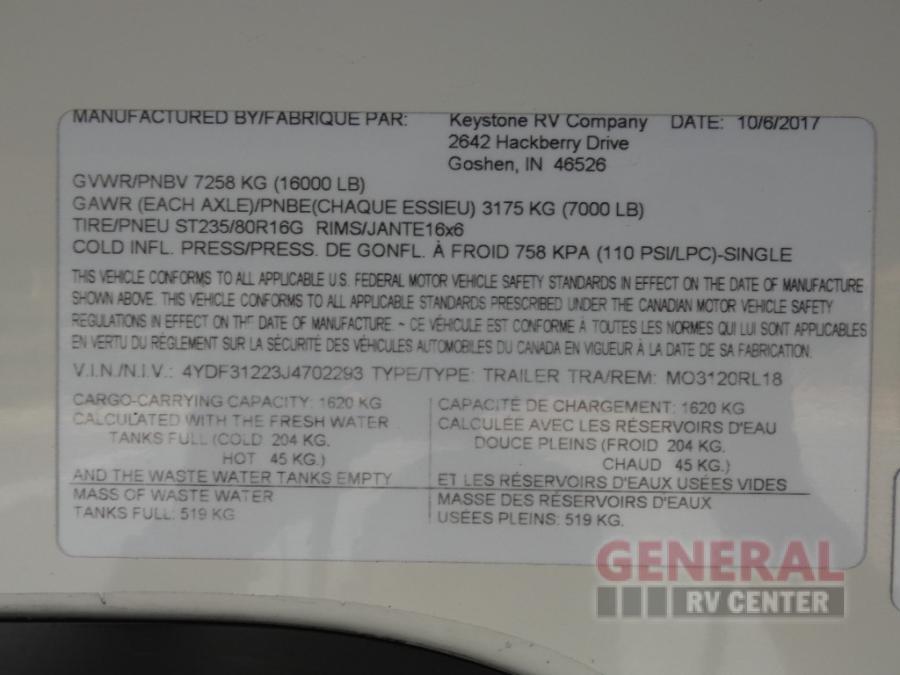 MANUFACTURED BY/FABRIQUE PAR: Keystone RV Company DATE: 10/6/2017
2642 Hackberry Drive
Goshen, IN 46526
GVWR/PNBV 7258 KG (16000 LB)
GAWR (EACH AXLE)/PNBE(CHAQUE ESSIEU) 3175 KG (7000 LB)
TIRE/PNEU ST235/80R16G RIMS/JANTE16x6
COLD INFL. PRESS/PRESS. DE GONFL. À FROID 758 KPA (110 PSI/LPC)-SINGLE
THIS VEHICLE CONFORMS TO ALL APPLICABLE U.S. FEDERAL MOTOR VEHICLE SAFETY STANDARDS IN EFFECT ON THE DATE OF MANUFACTURE
SHOWN ABOVE. THIS VEHICLE CONFORMS TO ALL APPLICABLE STANDARDS PRESCRIBED UNDER THE CANADIAN MOTOR VEHICLE SAFETY
REGULATIONS IN EFFECT ON THE DATE OF MANUFACTURE. ~ CE VÉHICULE EST CONFORME À TOUTES LES NORMES QUI LUI SONT APPLICABLES
EN VERTU DU RÉGLEMENT SUR LA SÉCURITÉ DES VÉHICULES AUTOMOBILES DU CANADA EN VIGUEUR À LA DATE DE SA FABRICATION.
V.I.N./N.I.V.: 4YDF31223J4702293 TYPE/TYPE: TRAILER TRA/REM: MO3120RL18
CARGO-CARRYING CAPACITY: 1620 KG
CALCULATED WITH THE FRESH WATER
TANKS FULL (COLD 204 KG.
HOT 45 KG.)
AND THE WASTE WATER TANKS EMPTY
MASS OF WASTE WATER
TANKS FULL: 519 KG
CAPACITÉ DE CHARGEMENT: 1620 KG
CALCULÉE AVEC LES RÉSERVOIRS D'EAU
DOUCE PLEINS (FROID 204 KG.
CHAUD 45 KG.)
ET LES RÉSERVOIRS D'EAUX USÉES VIDES
MASSE DES RÉSERVOIRS D'EAUX
USÉES PLEINS: 519 KG.
GENERAL
RV CENTER